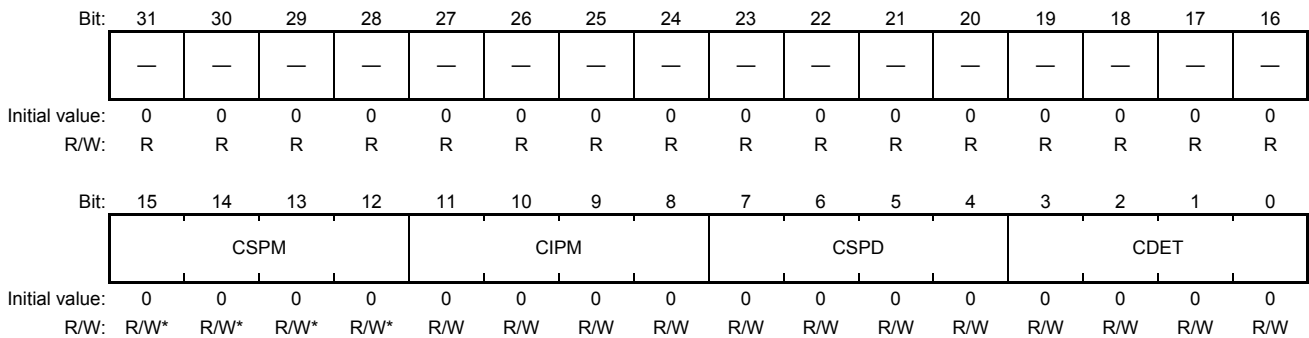 Bit: 31 30 29 28 27 26 25 24 23 22 21 20 19 18 17 16
— — — — — — — — — — — — — — — —
Initial value: 0 0 0 0 0 0 0 0 0 0 0 0 0 0 0 0
R/W: R R R R R R R R R R R R R R R R
Bit: 15 14 13 12 11 10 9 8 7 6 5 4 3 2 1 0
CSPM CIPM CSPD CDET
Initial value: 0 0 0 0 0 0 0 0 0 0 0 0 0 0 0 0
R/W: R/W* R/W* R/W* R/W* R/W R/W R/W R/W R/W R/W R/W R/W R/W R/W R/W R/W